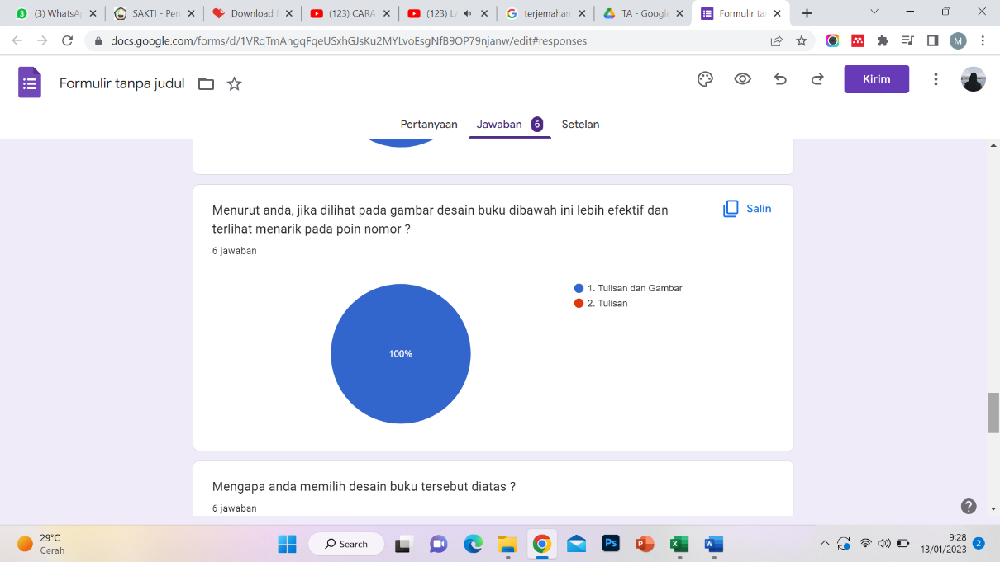 (3) WhatsAp
SAKTI - Pen
Download
(123) CARA
(123) L
terjemahan
TA - Google
Formulir ta
docs.google.com/forms/d/1VRqTmAngqFqeUSxhGJsKu2MYLvoEsgNfB9OP79njanw/edit#responses
M
Formulir tanpa judul
Kirim
Pertanyaan
Jawaban 6
Setelan
Menurut anda, jika dilihat pada gambar desain buku dibawah ini lebih efektif dan
terlihat menarik pada poin nomor ?
Salin
6 jawaban
1. Tulisan dan Gambar
2. Tulisan
100%
Mengapa anda memilih desain buku tersebut diatas ?
6 jawaban
29°C
Cerah
Search
9:28
13/01/2023
2